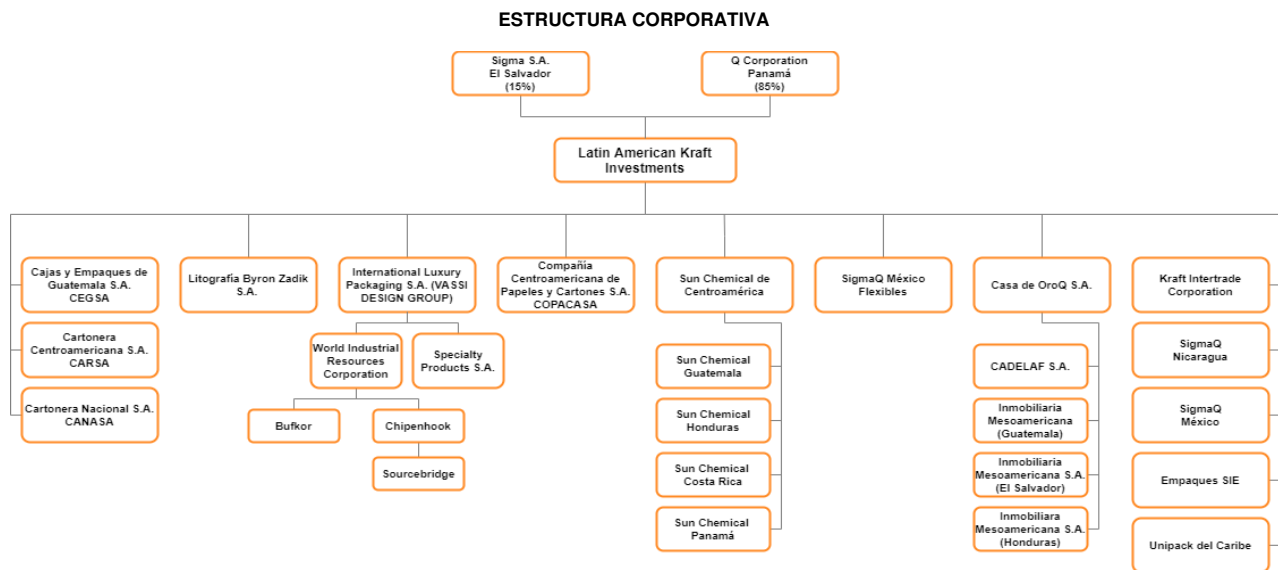 ESTRUCTURA CORPORATIVA
Sigma S.A.
El Salvador
(15%)
Q Corporation
Panamá
(85%)
Latin American Kraft
Investments
Cajas y Empaques de
Guatemala S.A.
CEGSA
Cartonera
Centroamericana S.A.
CARSA
Cartonera Nacional S.A.
CANASA
Litografía Byron Zadik
S.A.
International Luxury
Packaging S.A. (VASSI
DESIGN GROUP)
World Industrial
Resources
Corporation
Specialty
Products S.A.
Bufkor
Chipenhook
Sourcebridge
Compañía
Centroamericana de
Papeles y Cartones S.A.
COPACASA
Sun Chemical de
Centroamérica
Sun Chemical
Guatemala
Sun Chemical
Honduras
Sun Chemical
Costa Rica
Sun Chemical
Panamá
SigmaQ México
Flexibles
Casa de OroQ S.A.
CADELAF S.A.
Inmobiliaria
Mesoamericana
(Guatemala)
Inmobiliaria
Mesoamericana S.A.
(El Salvador)
Inmobiliara
Mesoamericana S.A.
(Honduras)
Kraft Intertrade
Corporation
SigmaQ
Nicaragua
SigmaQ
México
Empaques SIE
Unipack del Caribe